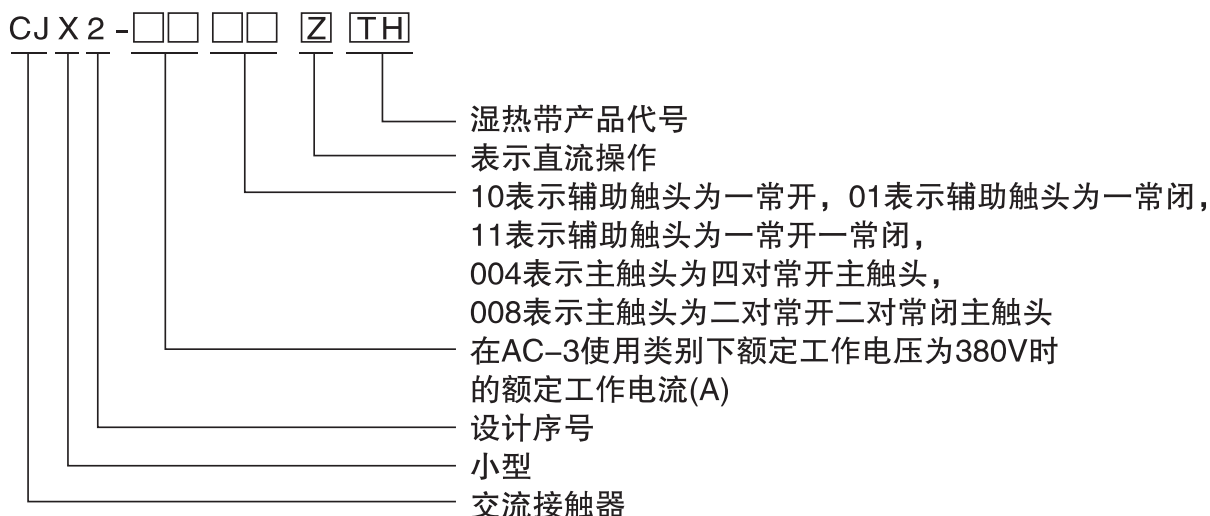 CJ X 2 -□□ □□ Z TH
湿热带产品代号
表示直流操作
10表示辅助触头为一常开，01表示辅助触头为一常闭，
11表示辅助触头为一常开一常闭，
004表示主触头为四对常开主触头，
008表示主触头为二对常开二对常闭主触头
在AC–3使用类别下额定工作电压为380V时
的额定工作电流(A)
设计序号
小型
交流接触器